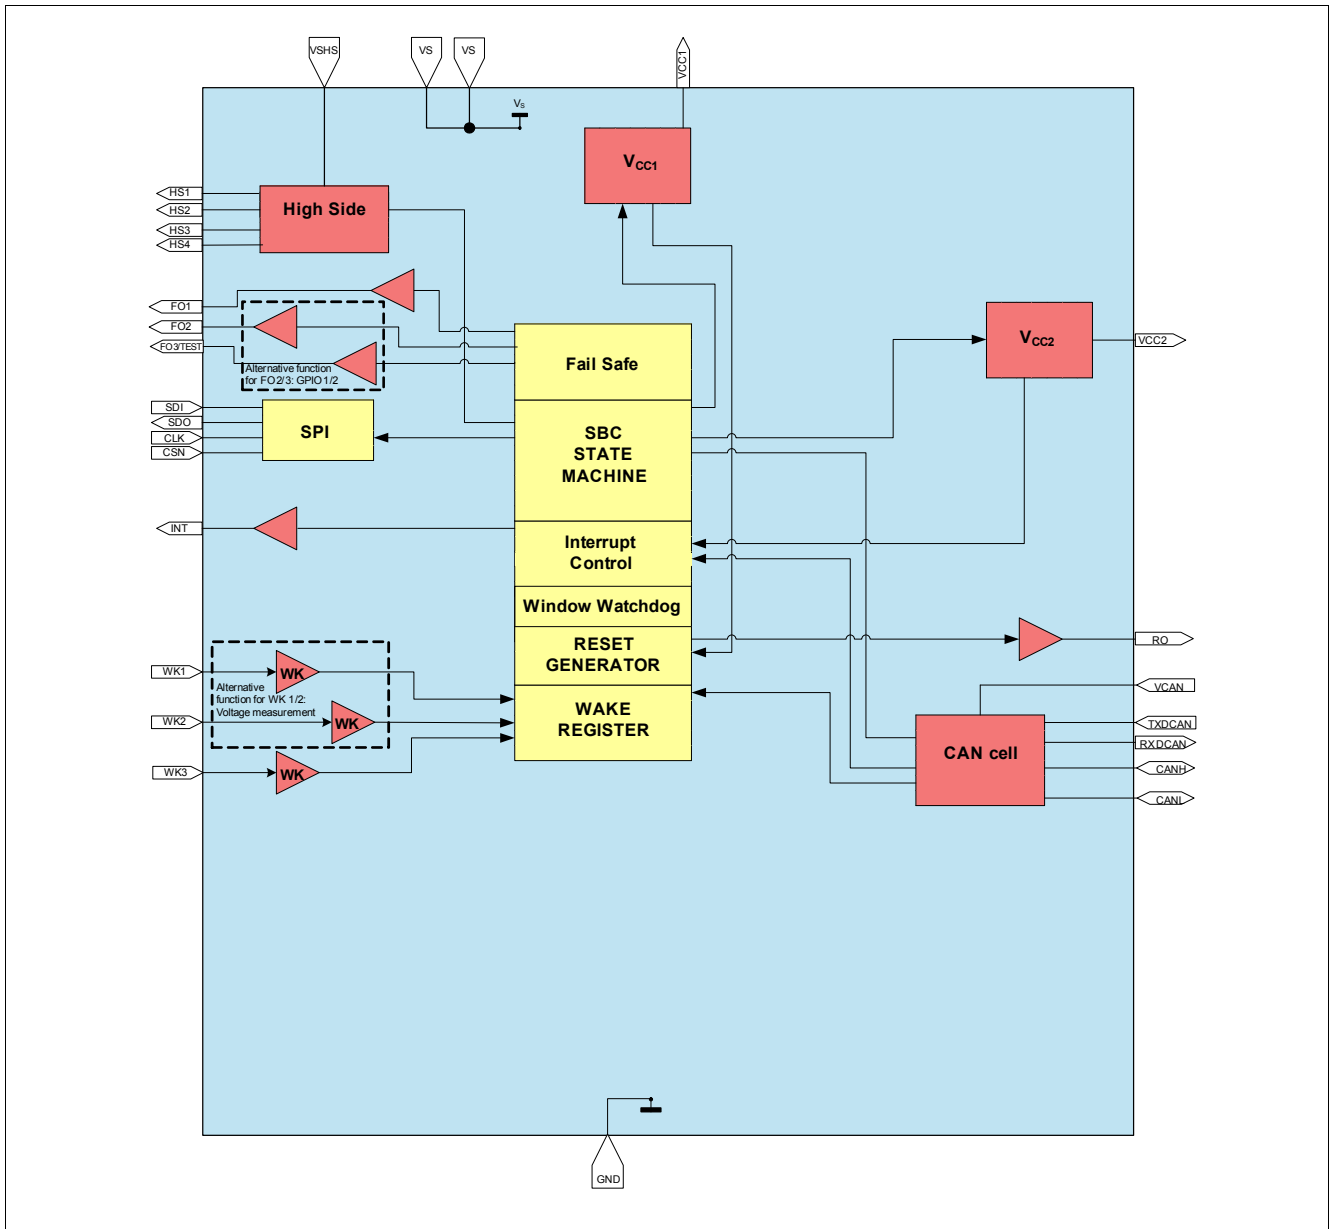 VSHS
VS
VS
VCC1
VS
VCC1
HS1
HS2
HS3
HS4
High Side
FO1
FO2
FO3/TEST
Alternative function
for FO2/3: GPIO1/2
Fail Safe
VCC2
VCC2
SDI
SDO
CLK
CSN
SPI
SBC
STATE
MACHINE
INT
Interrupt
Control
Window Watchdog
RESET
GENERATOR
RO
WK1
WK
Alternative
function for WK 1/2:
Voltage measurement
WK2
WK
WK3
WK
WAKE
REGISTER
VCAN
TXDCAN
RXDCAN
CANH
CANL
CAN cell
GND